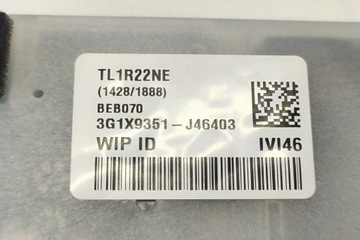 TL1R22NE
(1428/1888)
BEB070
3G1X9351-J46403
WIP ID IVI46